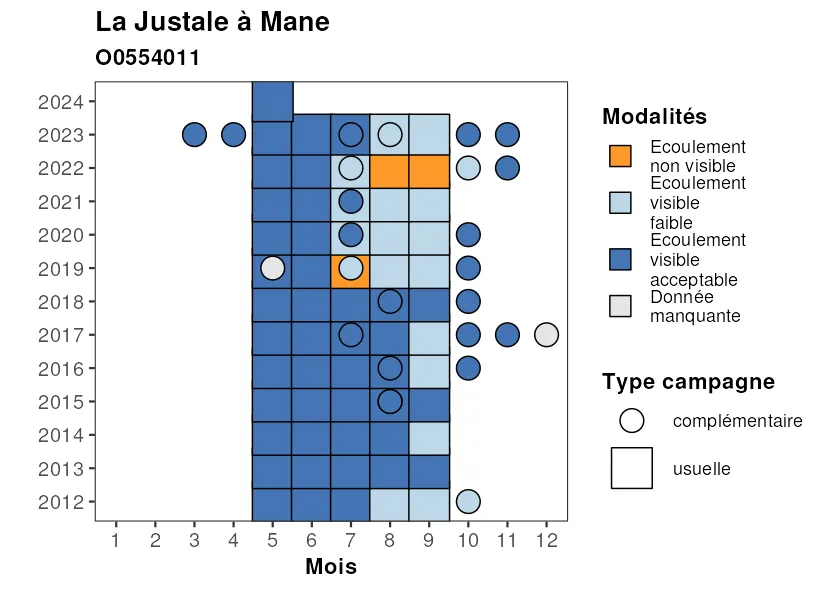 La Justale à Mane
O0554011
2024
2023
2022
2021
2020
2019
2018
2017
2016
2015
2014
2013
2012
1 2 3 4 5 6 7 8 9 10 11 12
Mois
Modalités
Ecoulement
non visible
Ecoulement
visible
faible
Ecoulement
visible
acceptable
Donnée
manquante
Type campagne
complémentaire
usuelle